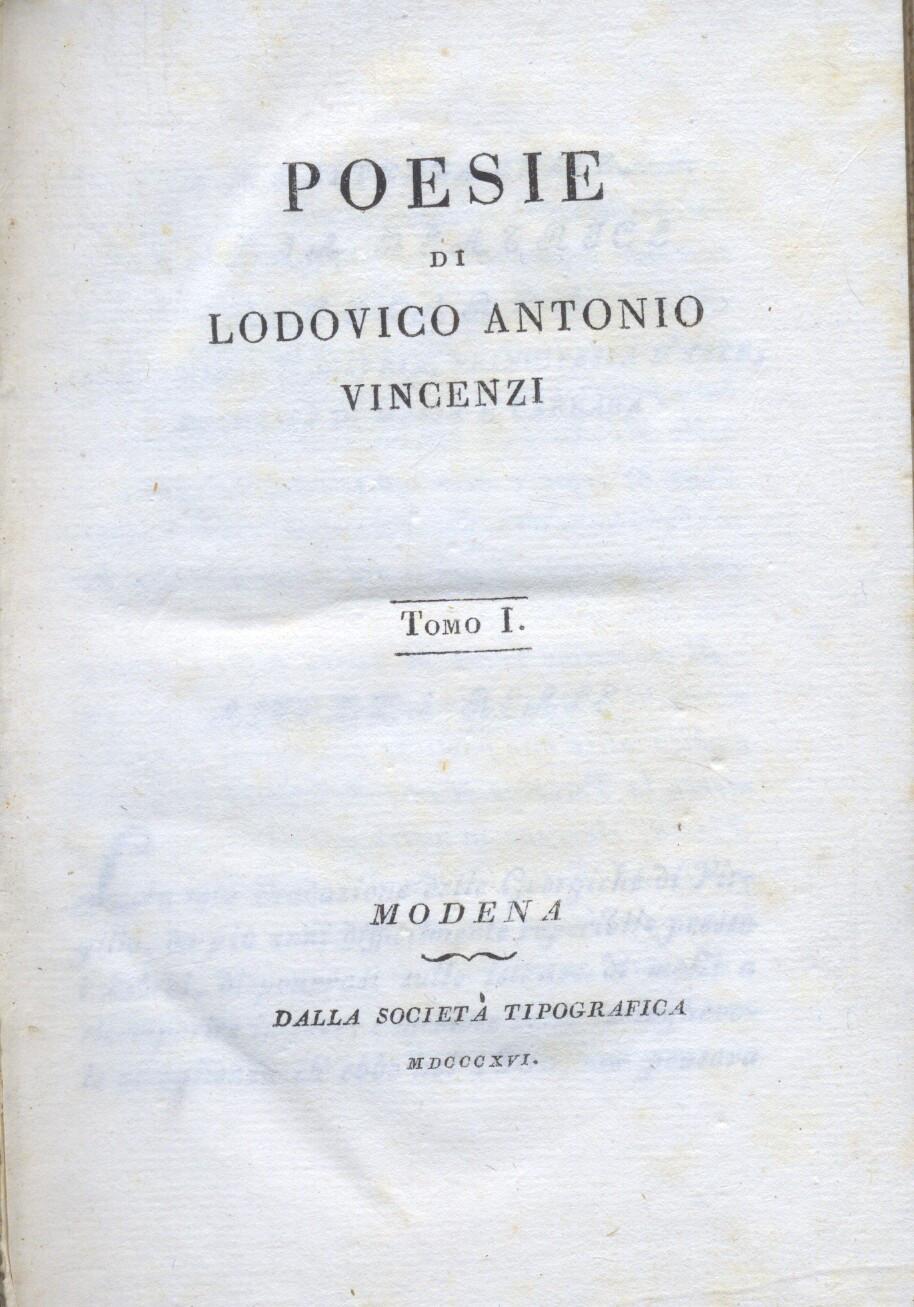 POESIE
DI
LODOVICO ANTONIO
VINCENZI
TOMO I.
MODENA
DALLA SOCIETÀ TIPOGRAFICA
MDCCCXVI.